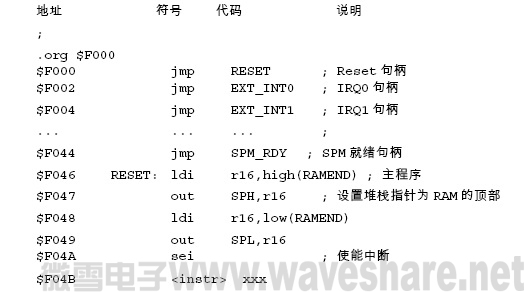 地址 符号 代码 说明
;
.org $F000
$F000 jmp RESET ; Reset 句柄
$F002 jmp EXT_INT0 ; IRQ0 句柄
$F004 jmp EXT_INT1 ; IRQ1 句柄
... ... ... ;
$F044 jmp SPM_RDY ; SPM 就绪句柄
$F046 RESET: ldi r16,high(RAMEND) ; 主程序
$F047 out SPH,r16 ; 设置堆栈指针为 RAM 的顶部
$F048 ldi r16,low(RAMEND)
$F049 out SPL,r16
$F04A sei ; 使能中断
微雪电子 www.waveshare.net
$F04B <instr> xxx